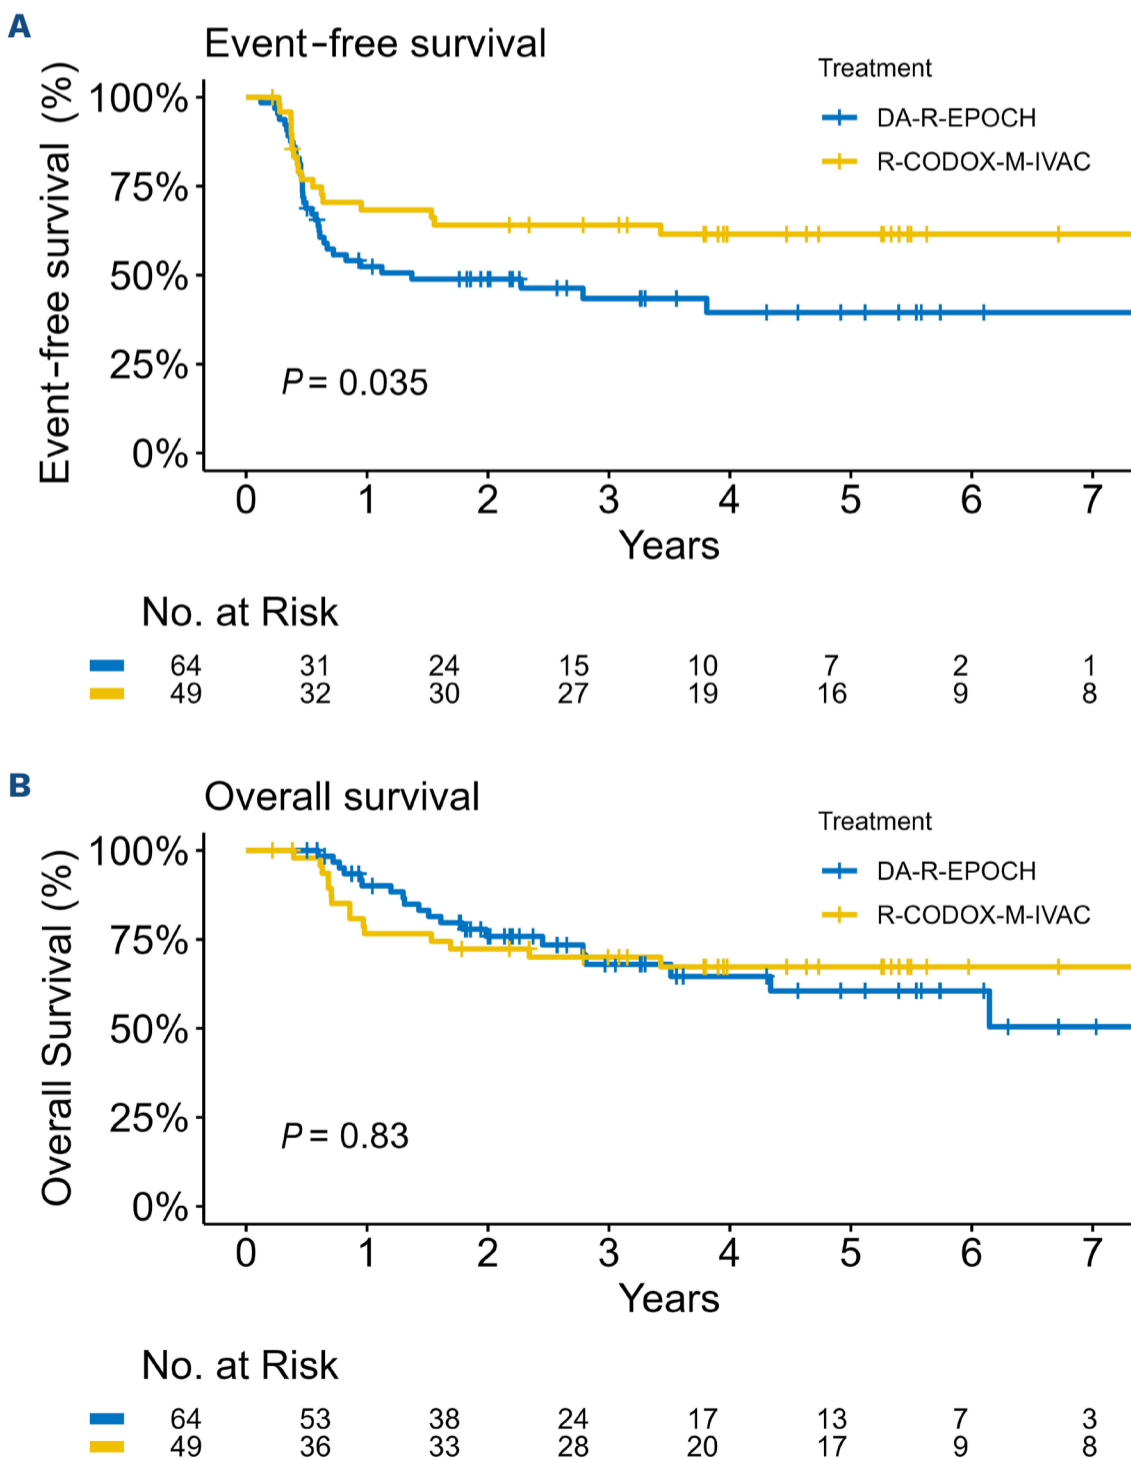 A
Event-free survival
Treatment
DA-R-EPOCH
R-CODOX-M-IVAC
Event-free survival (%)
100%
75%
50%
25%
0%
P = 0.035
0 1 2 3 4 5 6 7
Years
No. at Risk
64 31 24 15 10 7 2 1
49 32 30 27 19 16 9 8
B
Overall survival
Treatment
DA-R-EPOCH
R-CODOX-M-IVAC
Overall Survival (%)
100%
75%
50%
25%
0%
P = 0.83
0 1 2 3 4 5 6 7
Years
No. at Risk
64 53 38 24 17 13 7 3
49 36 33 28 20 17 9 8